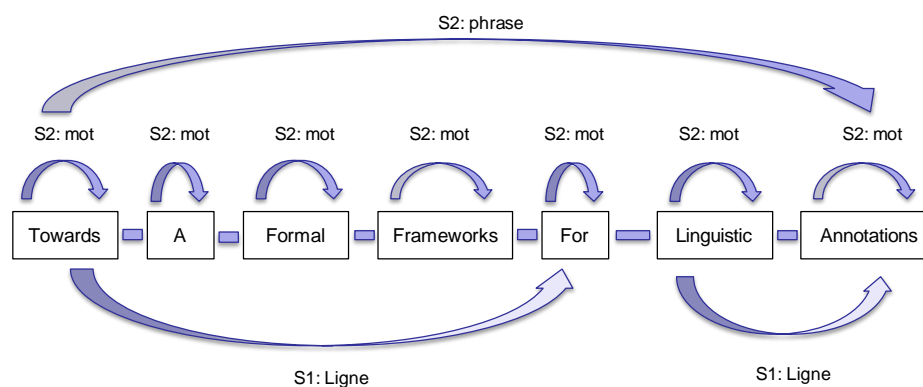 S2: phrase
S2: mot S2: mot S2: mot S2: mot S2: mot S2: mot S2: mot
Towards A Formal Frameworks For Linguistic Annotations
S1: Ligne
S1: Ligne